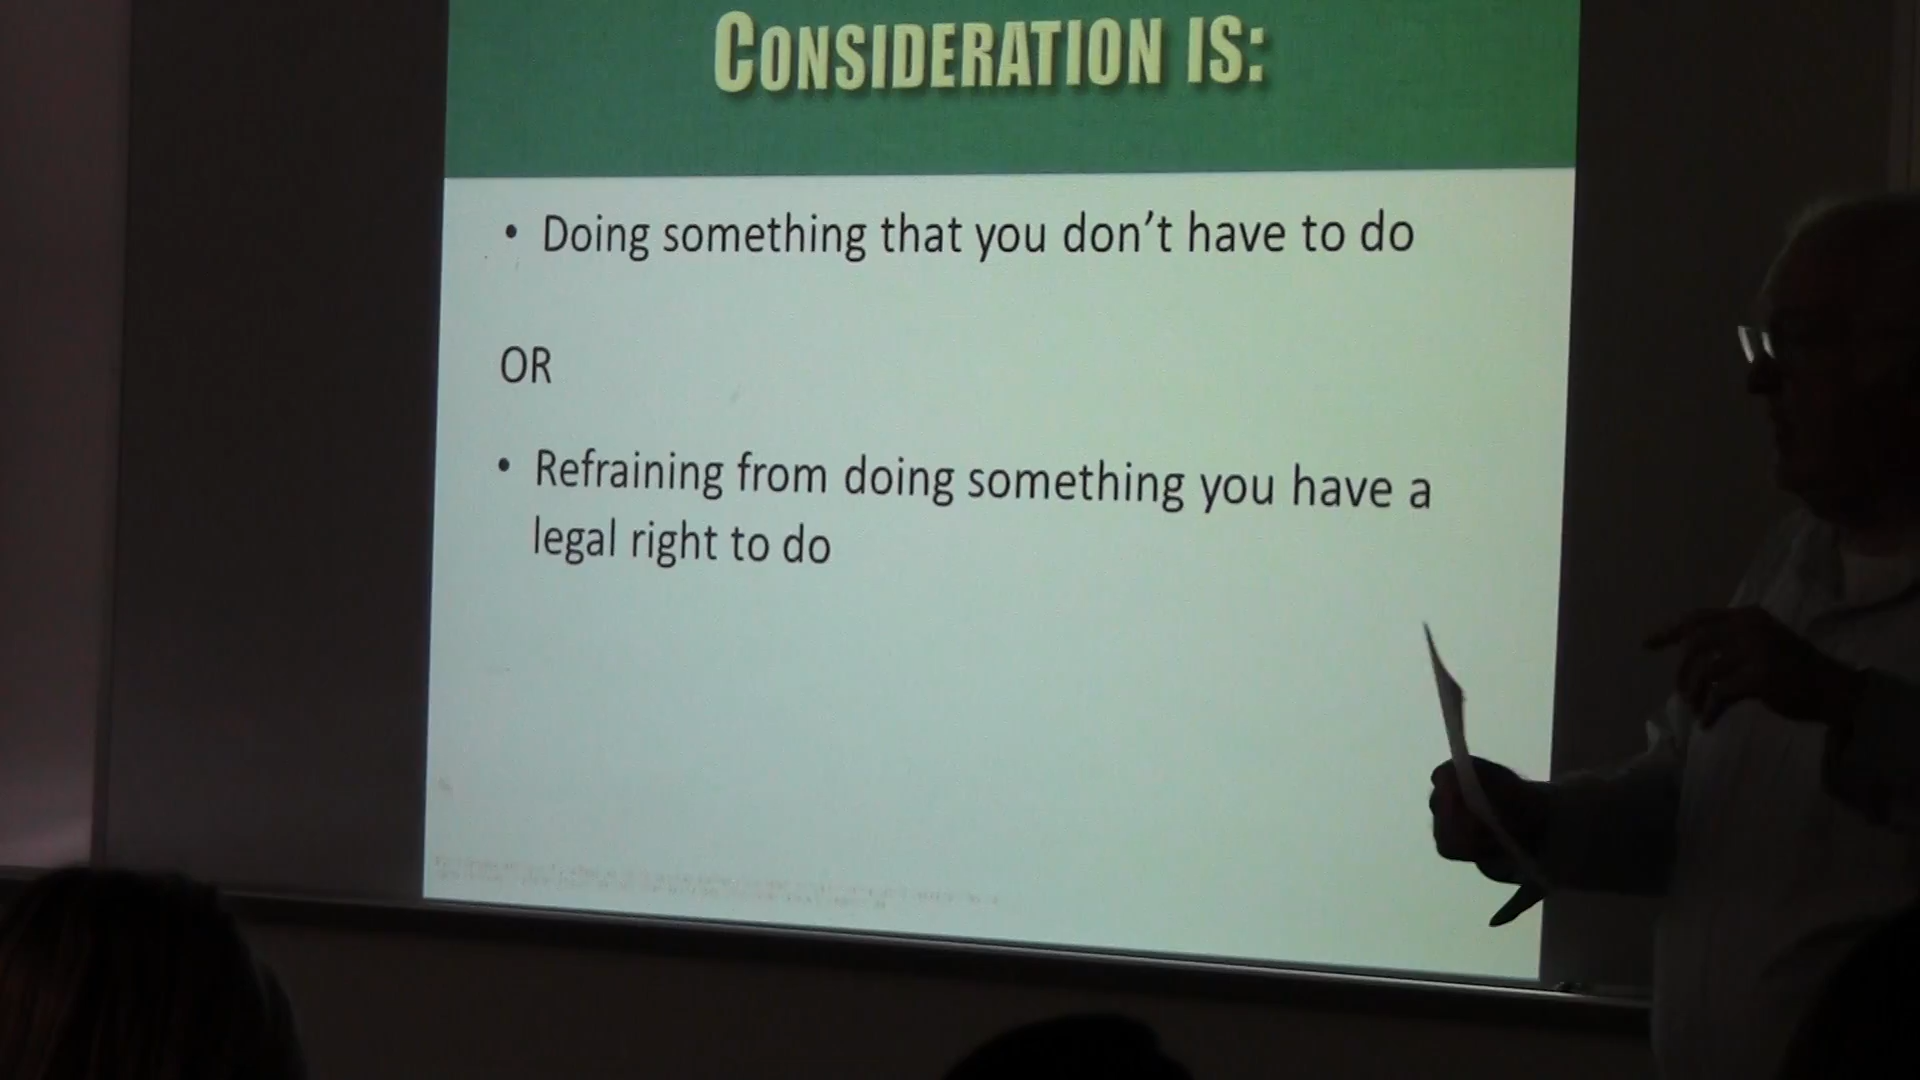 CONSIDERATION IS:
• Doing something that you don't have to do
OR
• Refraining from doing something you have a
legal right to do